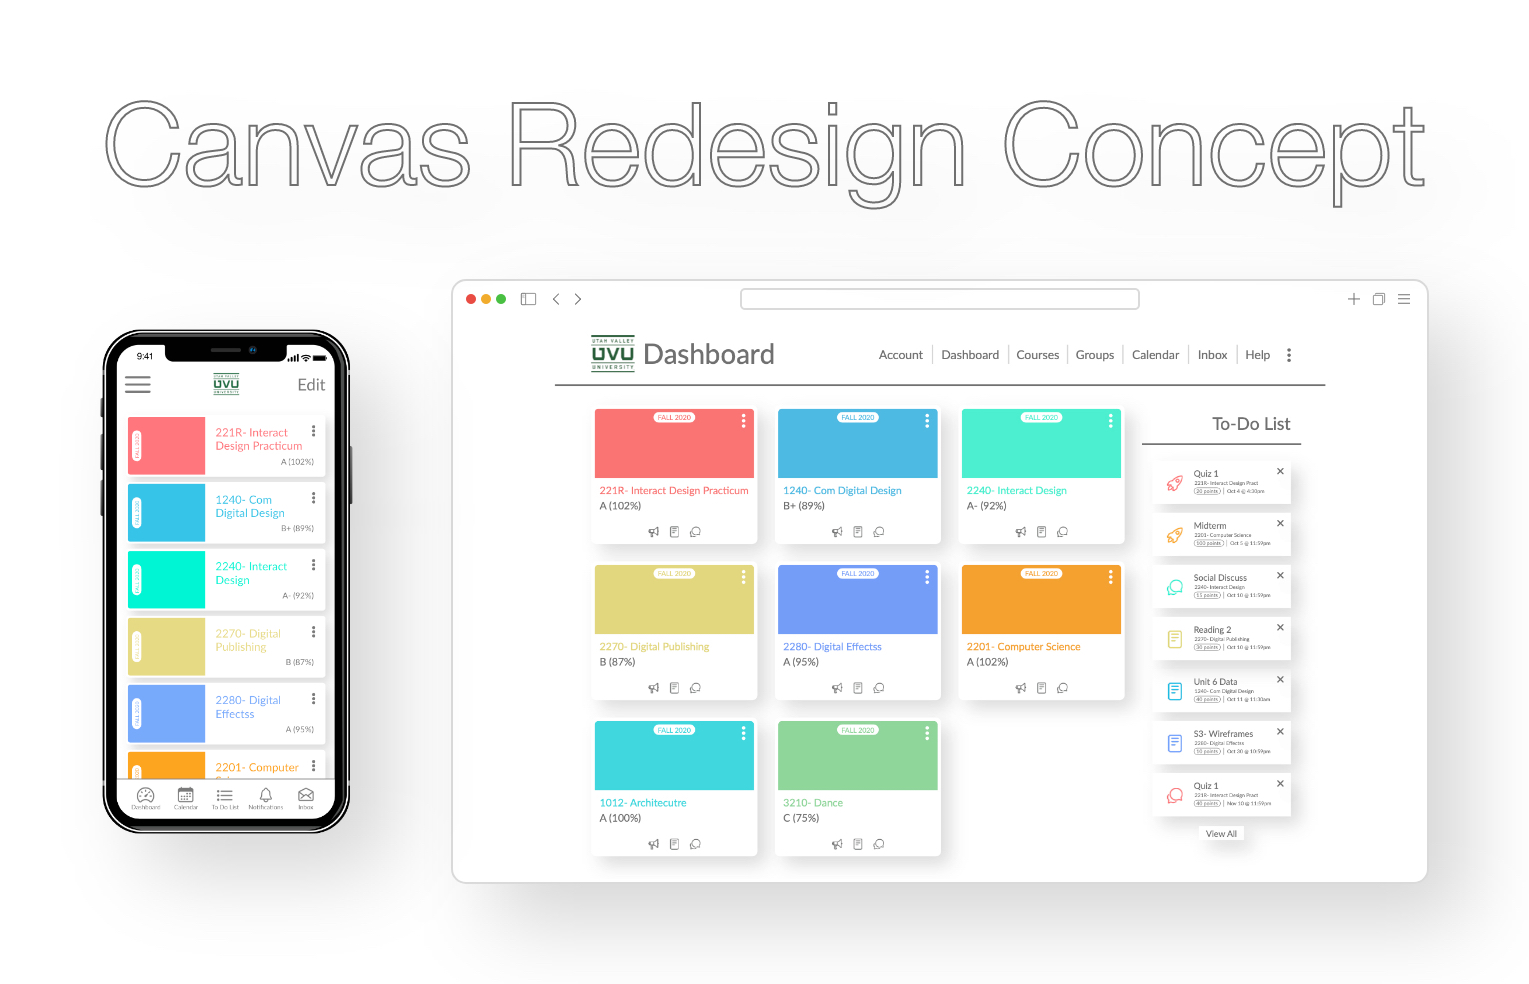 Canvas Redesign Concept
9:41
UTAH VALLEY
UVU
UNIVERSITY
Edit
FALL 2020
221R- Interact
Design Practicum
A (102%)
FALL 2020
1240- Com
Digital Design
B+ (89%)
FALL 2020
2240- Interact
Design
A- (92%)
FALL 2020
2270- Digital
Publishing
B (87%)
FALL 2020
2280- Digital
Effectss
A (95%)
2201- Computer
Dashboard Calendar To Do List Notifications Inbox
UTAH VALLEY
UVU
UNIVERSITY
Dashboard
Account Dashboard Courses Groups Calendar Inbox Help
FALL 2020
221R- Interact Design Practicum
A (102%)
FALL 2020
1240- Com Digital Design
B+ (89%)
FALL 2020
2240- Interact Design
A- (92%)
FALL 2020
2270- Digital Publishing
B (87%)
FALL 2020
2280- Digital Effectss
A (95%)
FALL 2020
2201- Computer Science
A (102%)
FALL 2020
1012- Architecutre
A (100%)
FALL 2020
3210- Dance
C (75%)
To-Do List
Quiz 1
221R- Interact Design Pract
20 points Oct 4 @ 4:30pm
Midterm
2201- Computer Science
100 points Oct 5 @ 11:59pm
Social Discuss
2240- Interact Design
15 points Oct 10 @ 11:59pm
Reading 2
2270- Digital Publishing
30 points Oct 10 @ 11:59pm
Unit 6 Data
1240- Com Digital Design
40 points Oct 11 @ 11:30am
S3- Wireframes
2280- Digital Effectss
10 points Oct 30 @ 10:59pm
Quiz 1
221R- Interact Design Pract
40 points Nov 10 @ 11:59pm
View All